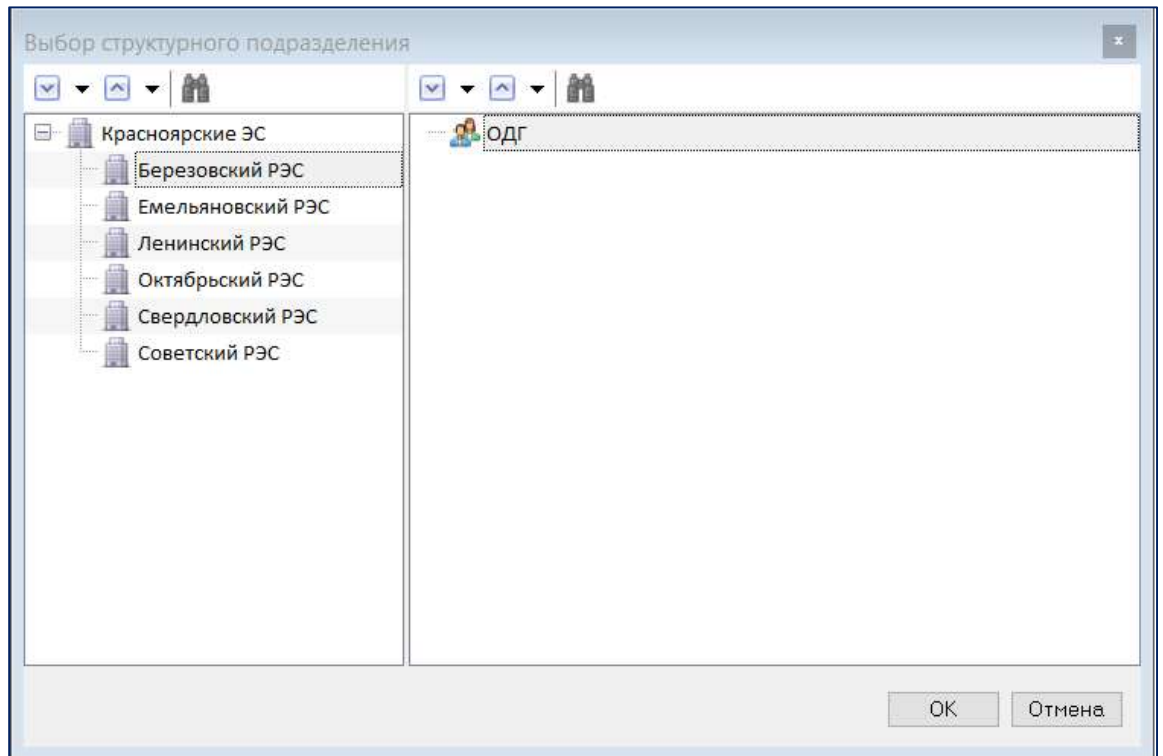 Выбор структурного подразделения
Красноярские ЭС
Березовский РЭС
Емельяновский РЭС
Ленинский РЭС
Октябрьский РЭС
Свердловский РЭС
Советский РЭС
ОДГ
ОК
Отмена